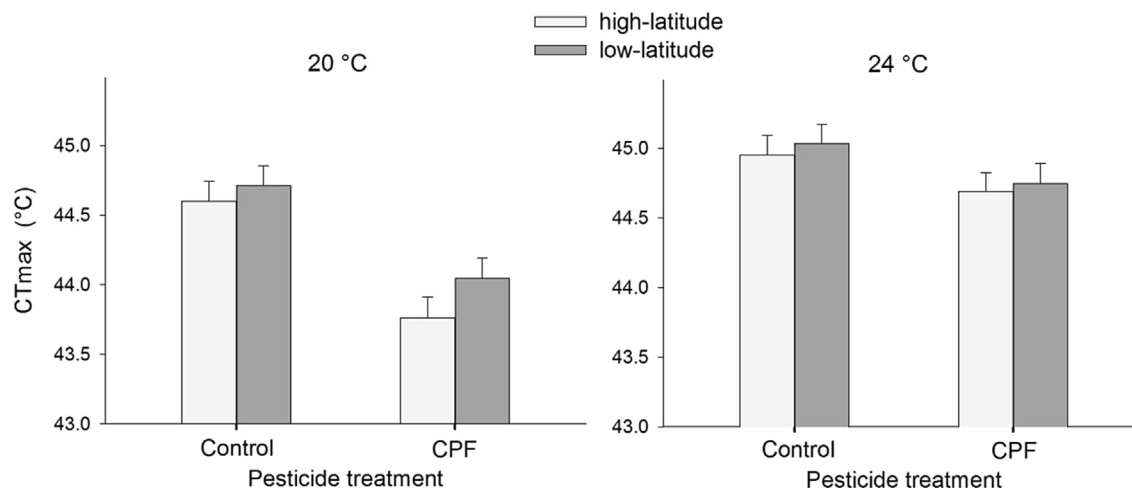 high-latitude
low-latitude
20 °C
24 °C
CTmax (°C)
45.0
44.5
44.0
43.5
43.0
Control
CPF
Pesticide treatment
45.0
44.5
44.0
43.5
43.0
Control
CPF
Pesticide treatment